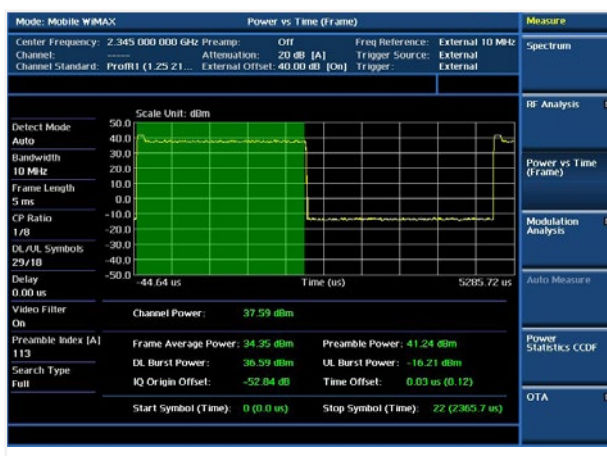 Mode: Mobile WiMAX
Power vs Time (Frame)
Measure
Center Frequency: 2.345 000 000 GHz Preamp: Off Freq Reference: External 10 MHz
Channel: Attenuation: 20 dB [A] Trigger Source: External
Channel Standard: ProfR1 (1.25 21... External Offset: 40.00 dB [On] Trigger: External
Spectrum
RF Analysis
Power vs Time
(Frame)
Modulation
Analysis
Auto Measure
Power
Statistics CCDF
OTA
Detect Mode
Auto
Bandwidth
10 MHz
Frame Length
5 ms
CP Ratio
1/8
DL/UL Symbols
29/18
Delay
0.00 us
Video Filter
On
Preamble Index [A]
113
Search Type
Full
Scale Unit: dBm
50.0
40.0
30.0
20.0
10.0
0.0
-10.0
-20.0
-30.0
-40.0
-50.0
-44.64 us Time (us) 5285.72 us
Channel Power: 37.59 dBm
Frame Average Power: 34.35 dBm Preamble Power: 41.24 dBm
DL Burst Power: 36.59 dBm UL Burst Power: -16.21 dBm
IQ Origin Offset: -52.84 dB Time Offset: 0.03 us (0.12)
Start Symbol (Time): 0 (0.0 us) Stop Symbol (Time): 22 (2365.7 us)